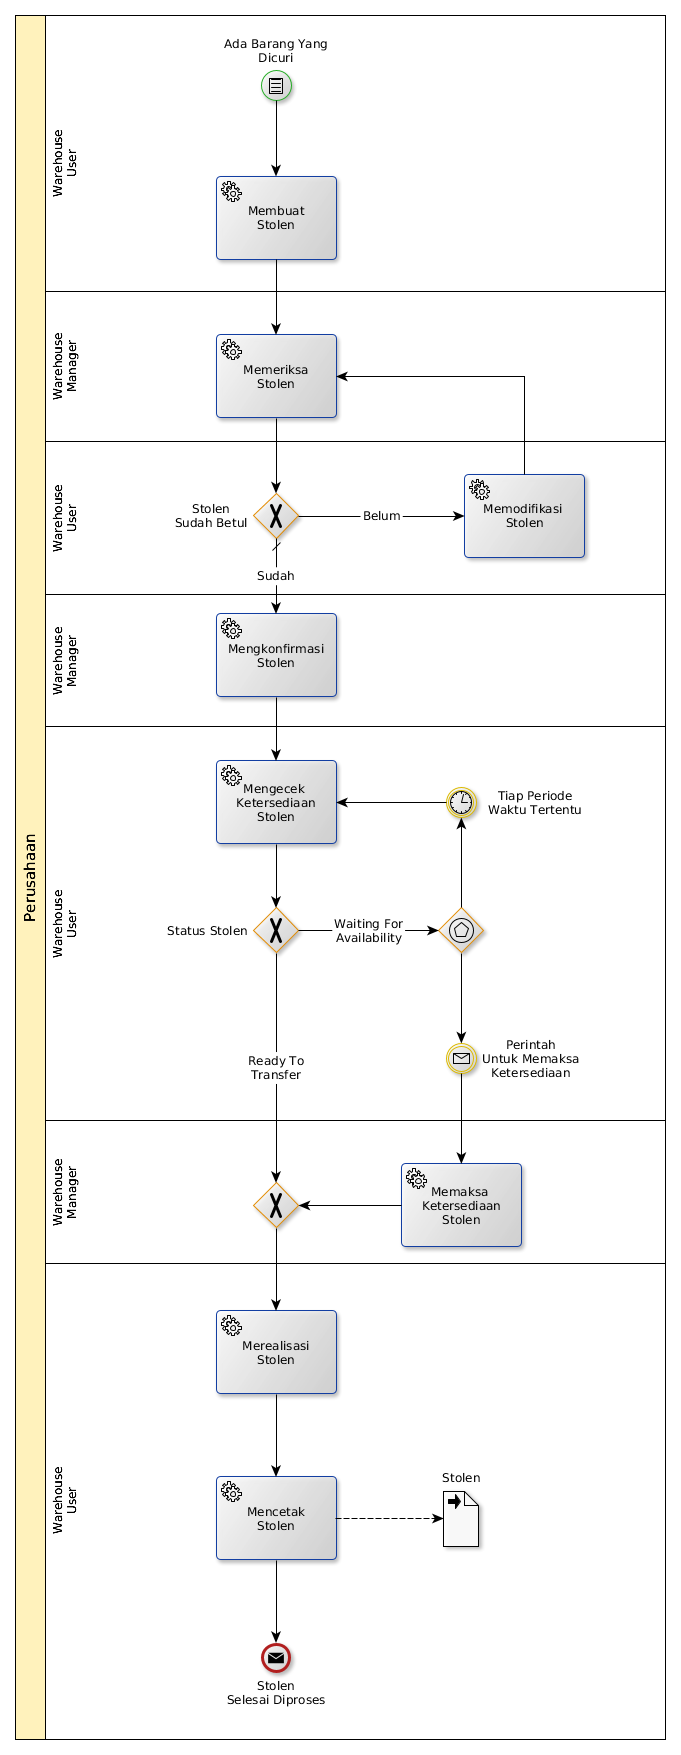 Perusahaan
Warehouse
User
Ada Barang Yang
Dicuri
Membuat
Stolen
Warehouse
Manager
Memeriksa
Stolen
Warehouse
User
Stolen
Sudah Betul
Belum
Memodifikasi
Stolen
Sudah
Warehouse
Manager
Mengkonfirmasi
Stolen
Warehouse
User
Mengecek
Ketersediaan
Stolen
Tiap Periode
Waktu Tertentu
Status Stolen
Waiting For
Availability
Ready To
Transfer
Perintah
Untuk Memaksa
Ketersediaan
Warehouse
Manager
Memaksa
Ketersediaan
Stolen
Warehouse
User
Merealisasi
Stolen
Mencetak
Stolen
Stolen
Stolen
Selesai Diproses